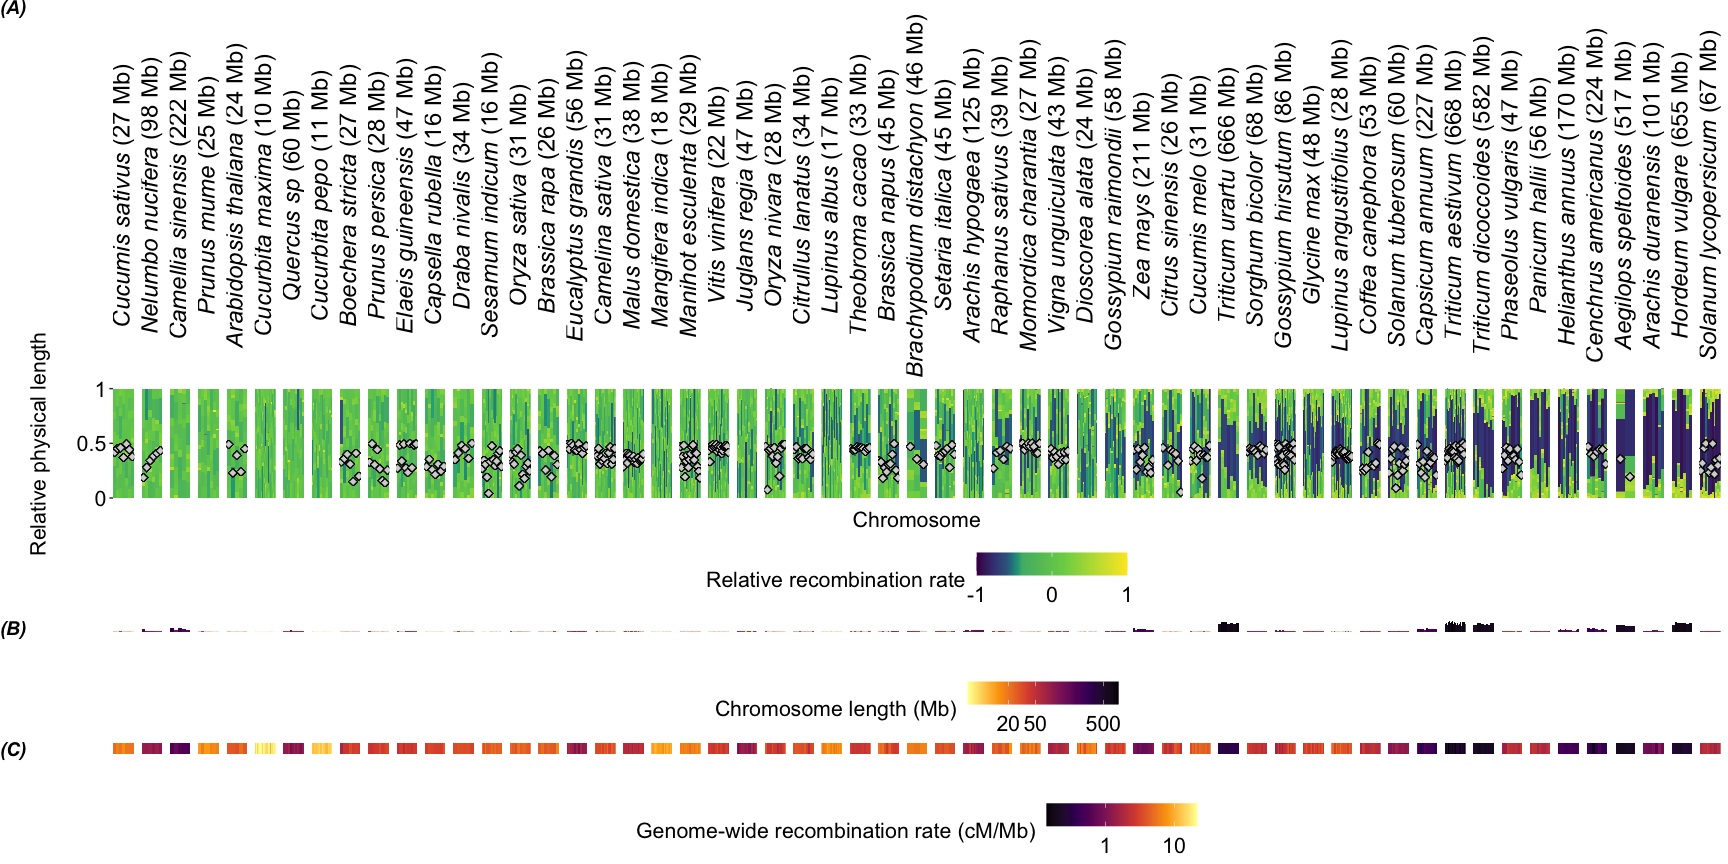 (A)
Cucumis sativus (27 Mb)
Nelumbo nucifera (98 Mb)
Camellia sinensis (222 Mb)
Prunus mume (25 Mb)
Arabidopsis thaliana (24 Mb)
Cucurbita maxima (10 Mb)
Quercus sp (60 Mb)
Cucurbita pepo (11 Mb)
Boechera stricta (27 Mb)
Prunus persica (28 Mb)
Elaeis guineensis (47 Mb)
Capsella rubella (16 Mb)
Draba nivalis (34 Mb)
Sesamum indicum (16 Mb)
Oryza sativa (31 Mb)
Brassica rapa (26 Mb)
Eucalyptus grandis (56 Mb)
Camelina sativa (31 Mb)
Malus domestica (38 Mb)
Mangifera indica (18 Mb)
Manihot esculenta (29 Mb)
Vitis vinifera (22 Mb)
Juglans regia (47 Mb)
Oryza nivara (28 Mb)
Citrullus lanatus (34 Mb)
Lupinus albus (17 Mb)
Theobroma cacao (33 Mb)
Brassica napus (45 Mb)
Brachypodium distachyon (46 Mb)
Setaria italica (45 Mb)
Arachis hypogaea (125 Mb)
Raphanus sativus (39 Mb)
Momordica charantia (27 Mb)
Vigna unguiculata (43 Mb)
Dioscorea alata (24 Mb)
Gossypium raimondii (58 Mb)
Zea mays (211 Mb)
Citrus sinensis (26 Mb)
Cucumis melo (31 Mb)
Triticum urartu (666 Mb)
Sorghum bicolor (68 Mb)
Gossypium hirsutum (86 Mb)
Glycine max (48 Mb)
Lupinus angustifolius (28 Mb)
Coffea canephora (53 Mb)
Solanum tuberosum (60 Mb)
Capsicum annuum (227 Mb)
Triticum aestivum (668 Mb)
Triticum dicoccoides (582 Mb)
Phaseolus vulgaris (47 Mb)
Panicum hallii (56 Mb)
Helianthus annuus (170 Mb)
Cenchrus americanus (224 Mb)
Aegilops speltoides (517 Mb)
Arachis duranensis (101 Mb)
Hordeum vulgare (655 Mb)
Solanum lycopersicum (67 Mb)
Relative physical length
1
0.5
0
Chromosome
Relative recombination rate
-1 0 1
(B)
Chromosome length (Mb)
20 50 500
(C)
Genome-wide recombination rate (cM/Mb)
1 10